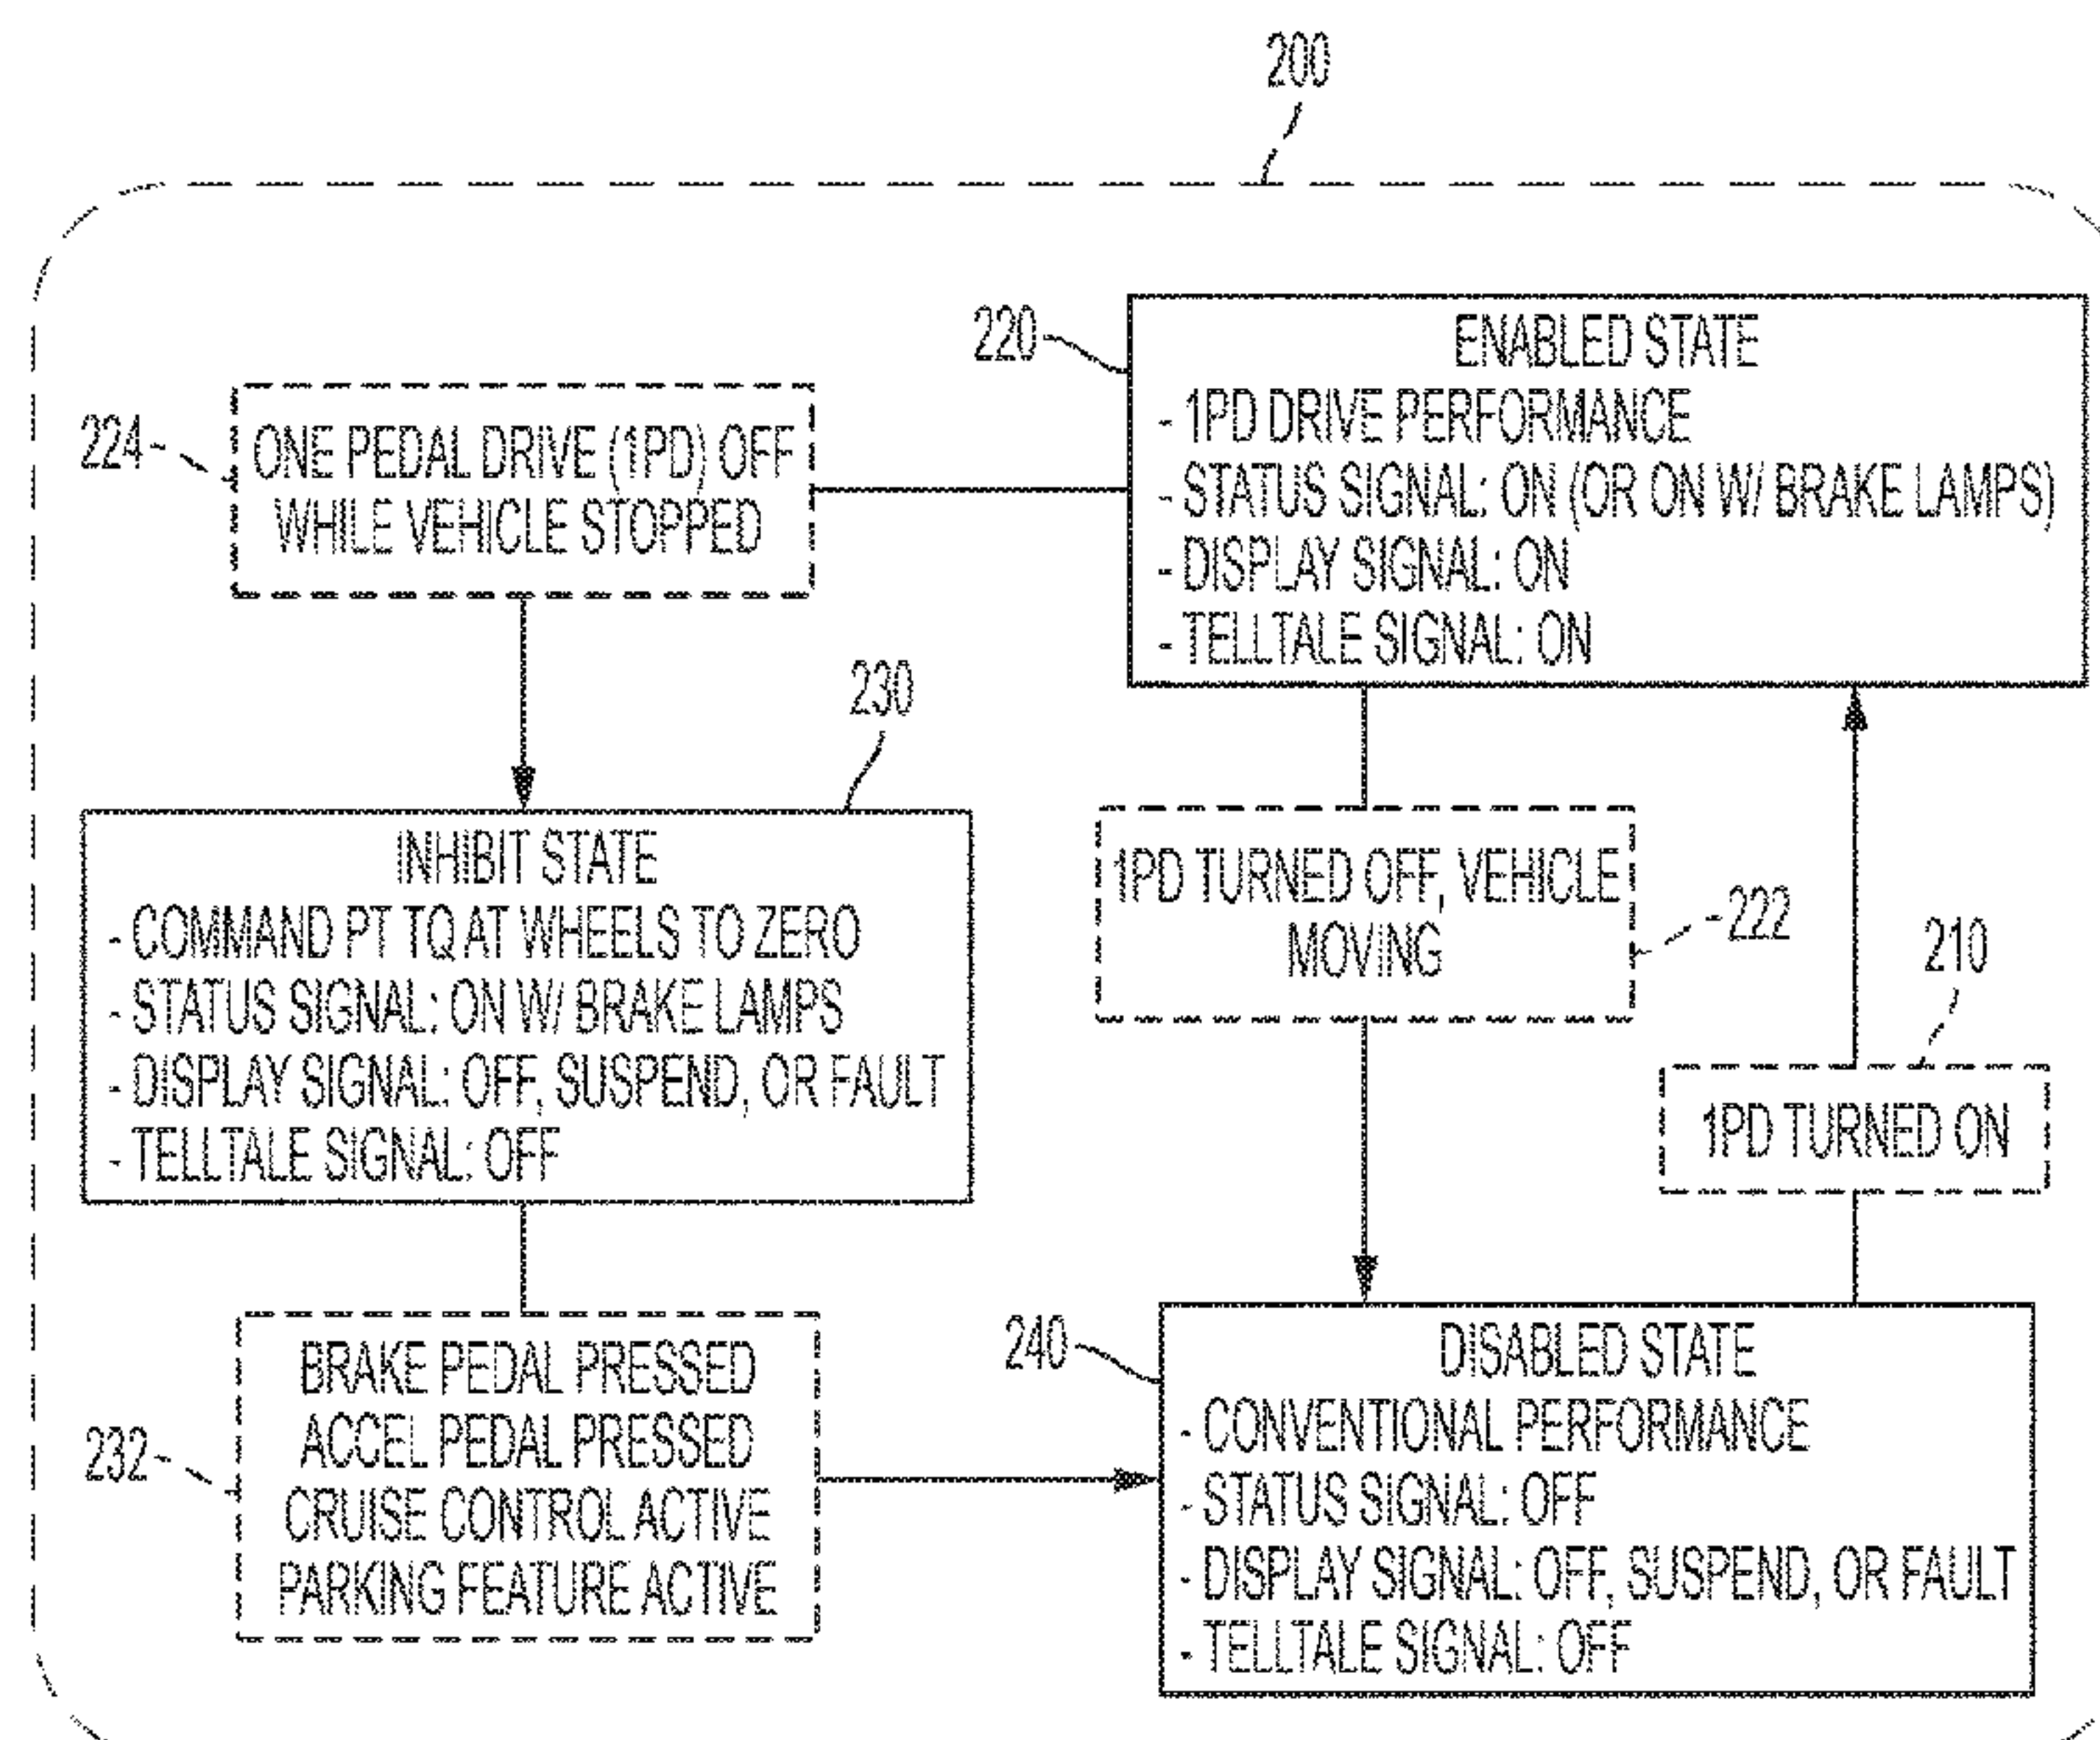 200
220
ENABLED STATE
- 1PD DRIVE PERFORMANCE
- STATUS SIGNAL: ON (OR ON W/ BRAKE LAMPS)
- DISPLAY SIGNAL: ON
- TELLTALE SIGNAL: ON
224
ONE PEDAL DRIVE (1PD) OFF
WHILE VEHICLE STOPPED
230
INHIBIT STATE
- COMMAND PT TQ AT WHEELS TO ZERO
- STATUS SIGNAL: ON W/ BRAKE LAMPS
- DISPLAY SIGNAL: OFF, SUSPEND, OR FAULT
- TELLTALE SIGNAL: OFF
1PD TURNED OFF, VEHICLE
MOVING
222
210
1PD TURNED ON
232
BRAKE PEDAL PRESSED
ACCEL PEDAL PRESSED
CRUISE CONTROL ACTIVE
PARKING FEATURE ACTIVE
240
DISABLED STATE
- CONVENTIONAL PERFORMANCE
- STATUS SIGNAL: OFF
- DISPLAY SIGNAL: OFF, SUSPEND, OR FAULT
- TELLTALE SIGNAL: OFF